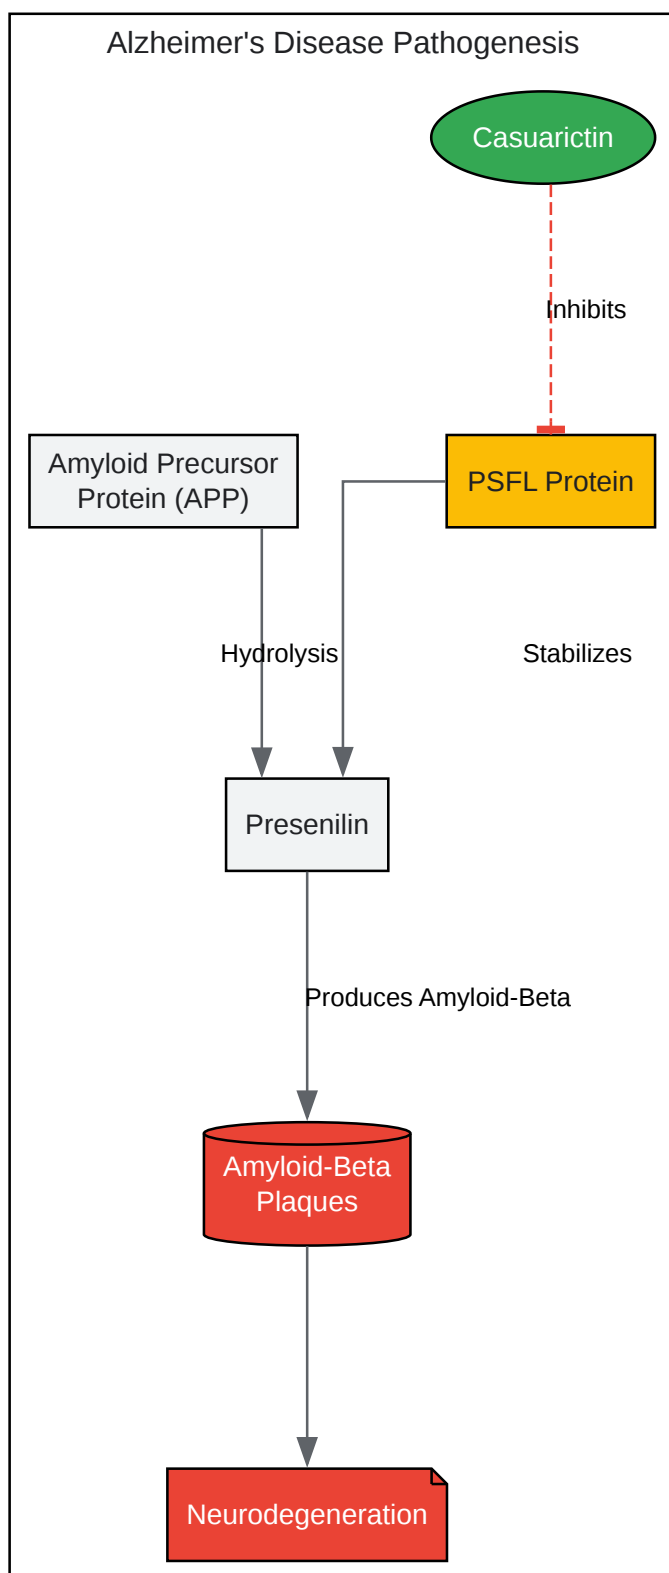 Alzheimer's Disease Pathogenesis
Casuarictin
Inhibits
Amyloid Precursor
Protein (APP)
PSFL Protein
Hydrolysis
Stabilizes
Presenilin
Produces Amyloid-Beta
Amyloid-Beta
Plaques
Neurodegeneration